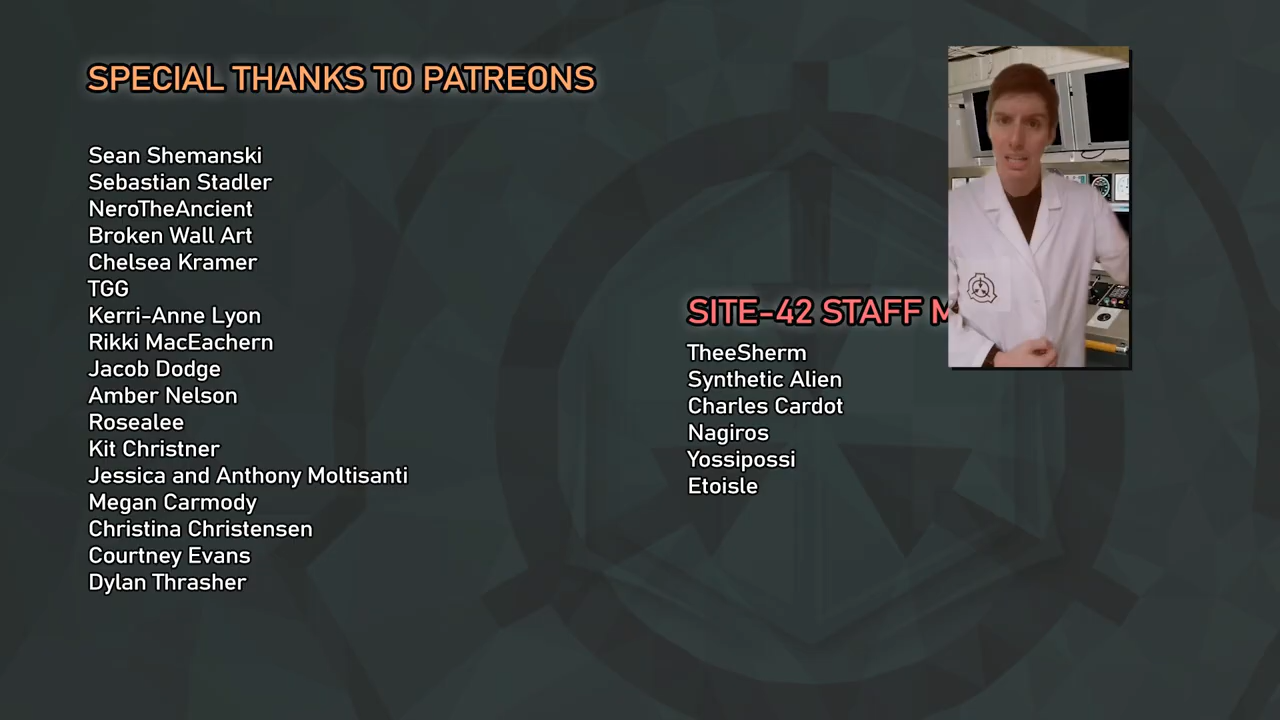 SPECIAL THANKS TO PATREONS
Sean Shemanski
Sebastian Stadler
NeroTheAncient
Broken Wall Art
Chelsea Kramer
TGG
Kerri-Anne Lyon
Rikki MacEachern
Jacob Dodge
Amber Nelson
Rosealee
Kit Christner
Jessica and Anthony Moltisanti
Megan Carmody
Christina Christensen
Courtney Evans
Dylan Thrasher
SITE-42 STAFF M
TheeSherm
Synthetic Alien
Charles Cardot
Nagiros
Yossipossi
Etoisle